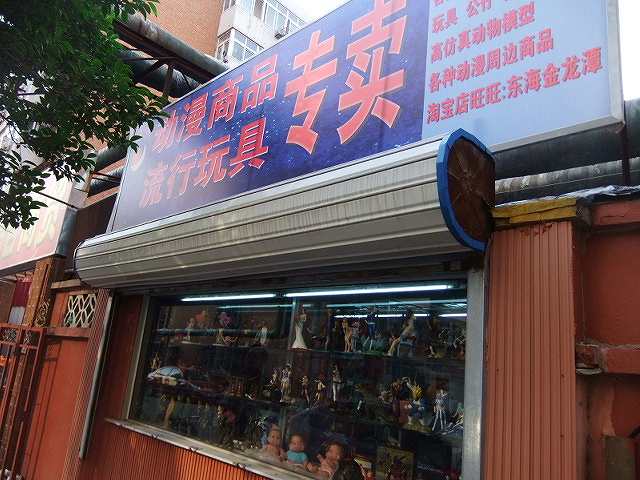 动漫商品
流行玩具
专卖
玩具 公仔
高仿真动物模型
各种动漫周边商品
淘宝店旺旺:东海金龙潭